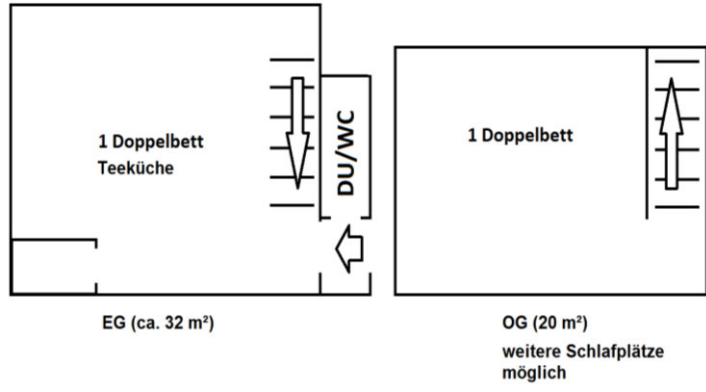 1 Doppelbett
Teeküche
DU/WC
EG (ca. 32 m²)
1 Doppelbett
OG (20 m²)
weitere Schlafplätze
möglich